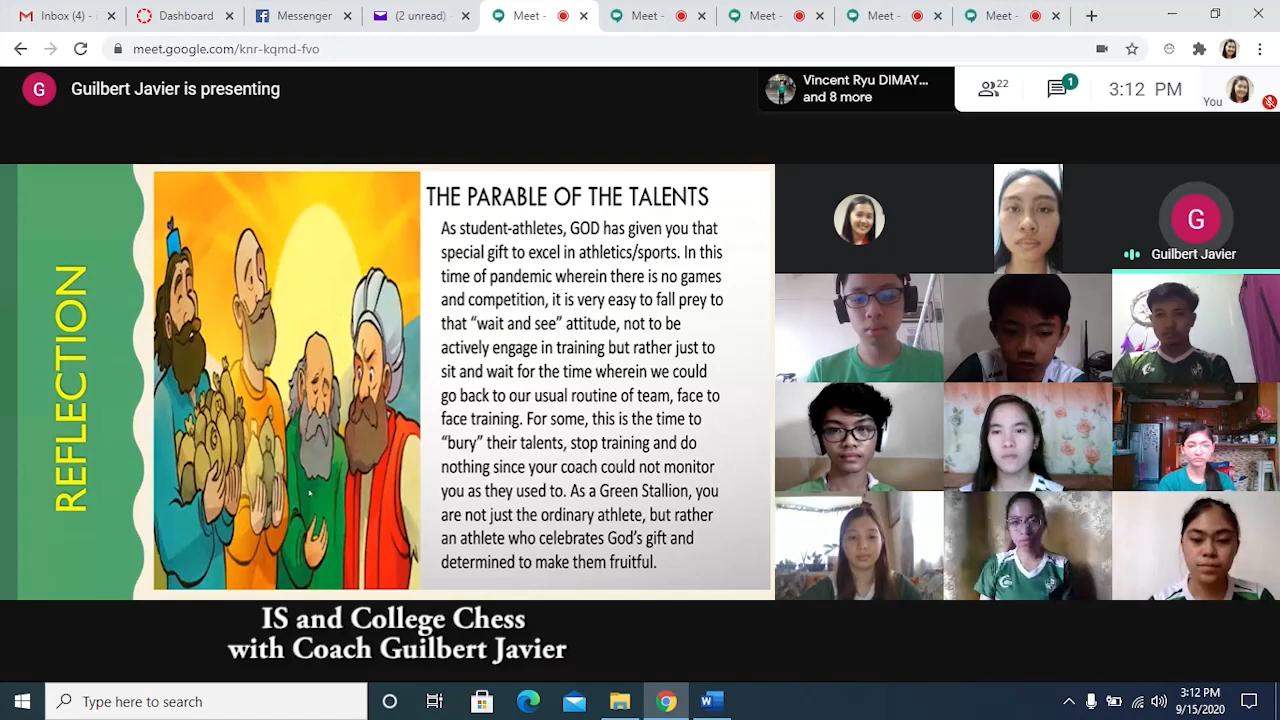 Inbox (4) -
Dashboard
Messenger
(2 unread) -
Meet -
Meet -
Meet -
Meet -
Meet -
meet.google.com/knr-kqmd-fvo
G
Guilbert Javier is presenting
Vincent Ryu DIMAY...
and 8 more
22
1
3:12 PM
You
REFLECTION
THE PARABLE OF THE TALENTS
As student-athletes, GOD has given you that
special gift to excel in athletics/sports. In this
time of pandemic wherein there is no games
and competition, it is very easy to fall prey to
that “wait and see” attitude, not to be
actively engage in training but rather just to
sit and wait for the time wherein we could
go back to our usual routine of team, face to
face training. For some, this is the time to
“bury” their talents, stop training and do
nothing since your coach could not monitor
you as they used to. As a Green Stallion, you
are not just the ordinary athlete, but rather
an athlete who celebrates God’s gift and
determined to make them fruitful.
G
Guilbert Javier
IS and College Chess
with Coach Guilbert Javier
Type here to search
3:12 PM
9/15/2020